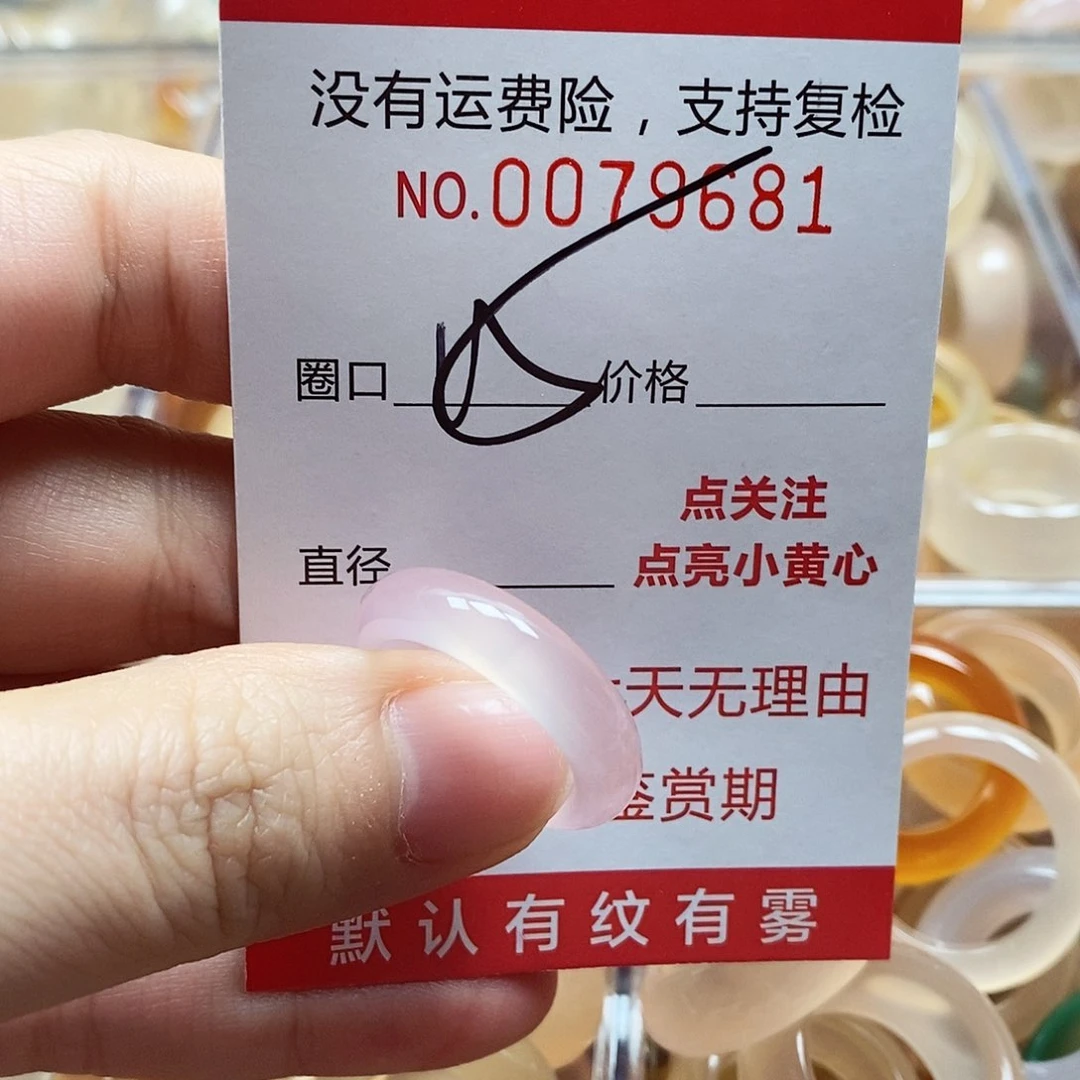 没有运费险，支持复检
NO.0079681
圈口 价格
点关注
直径 点亮小黄心
天无理由
鉴赏期
默认有纹有雾